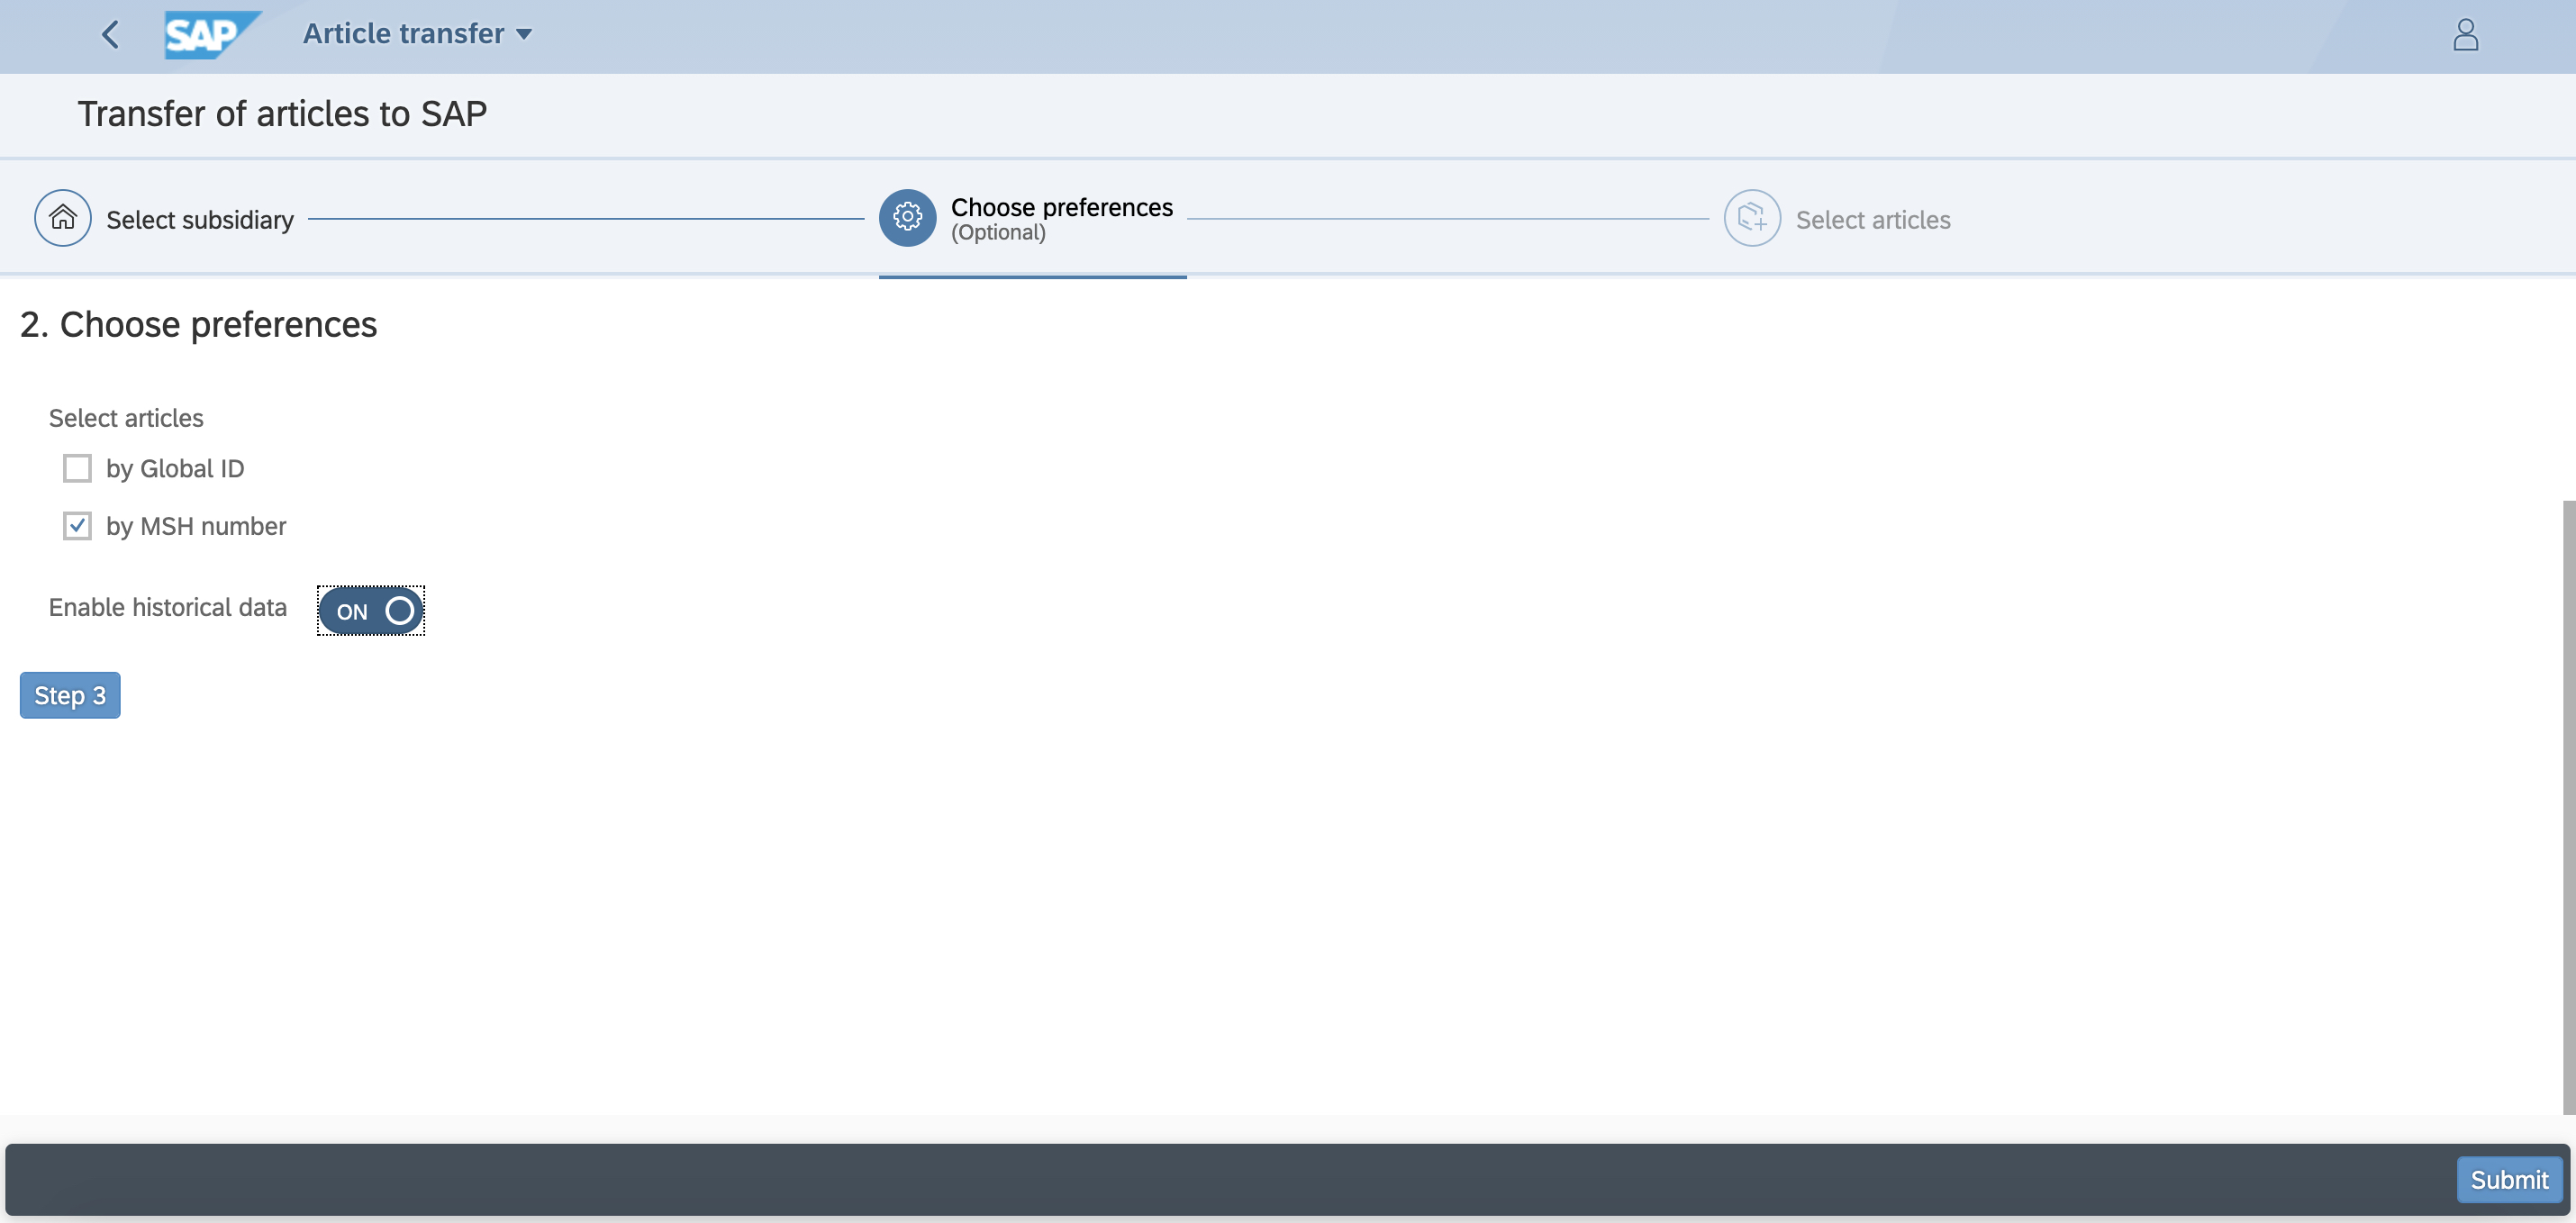 SAP
Article transfer
Transfer of articles to SAP
Select subsidiary
Choose preferences
(Optional)
Select articles
2. Choose preferences
Select articles
by Global ID
by MSH number
Enable historical data
ON
Step 3
Submit